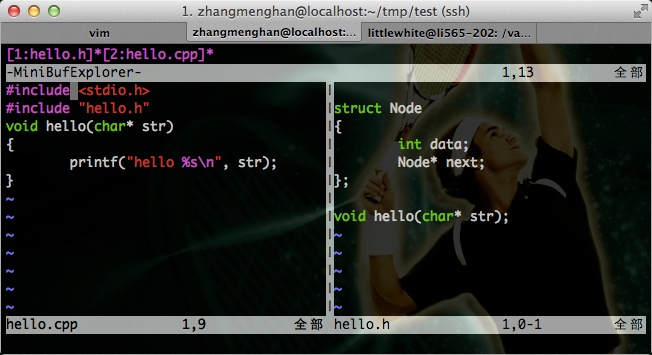 1. zhangmenghan@localhost:~/tmp/test (ssh)
vim
zhangmenghan@localhost:...
littlewhite@li565-202: /va...
[1:hello.h]*[2:hello.cpp]*
-MiniBufExplorer- 1,13 全部
#include <stdio.h>
#include "hello.h"
void hello(char* str)
{
printf("hello %s\n", str);
}
~
~
~
~
~
~
~
hello.cpp 1,9 全部
struct Node
{
int data;
Node* next;
};
void hello(char* str);
~
~
~
~
~
hello.h 1,0-1 全部